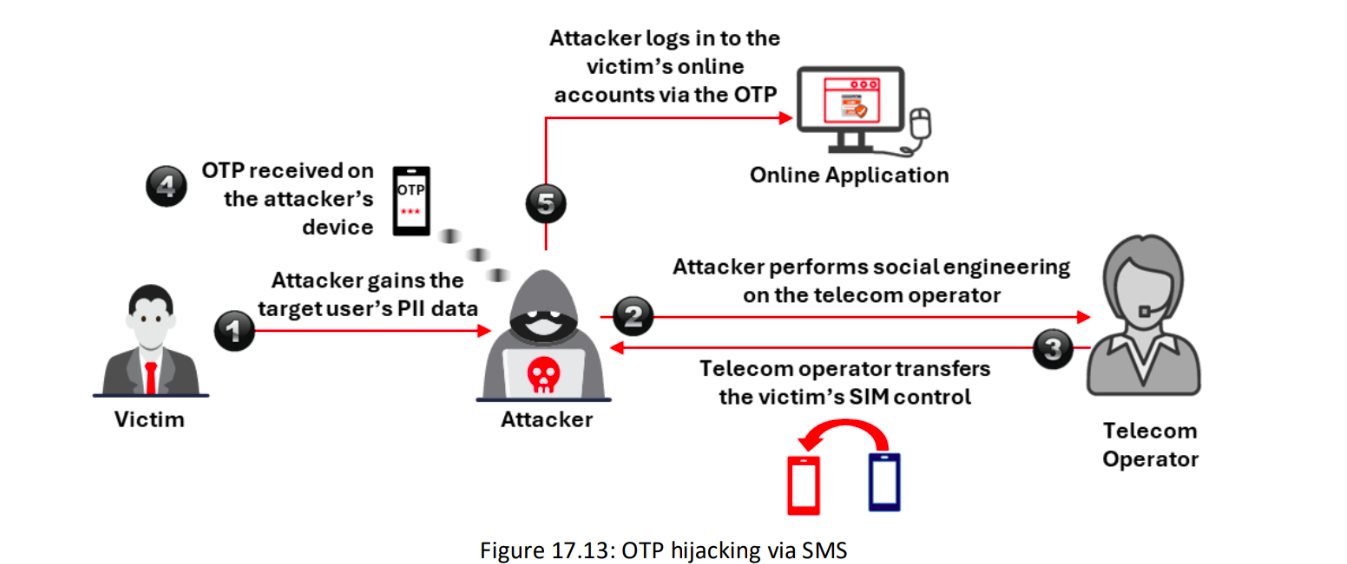 Attacker logs in to the
victim's online
accounts via the OTP
5
Online Application
4
OTP received on
the attacker's
device
OTP
***
1
Attacker gains the
target user's PII data
Victim
Attacker
2
Attacker performs social engineering
on the telecom operator
3
Telecom operator transfers
the victim's SIM control
Telecom
Operator
Figure 17.13: OTP hijacking via SMS